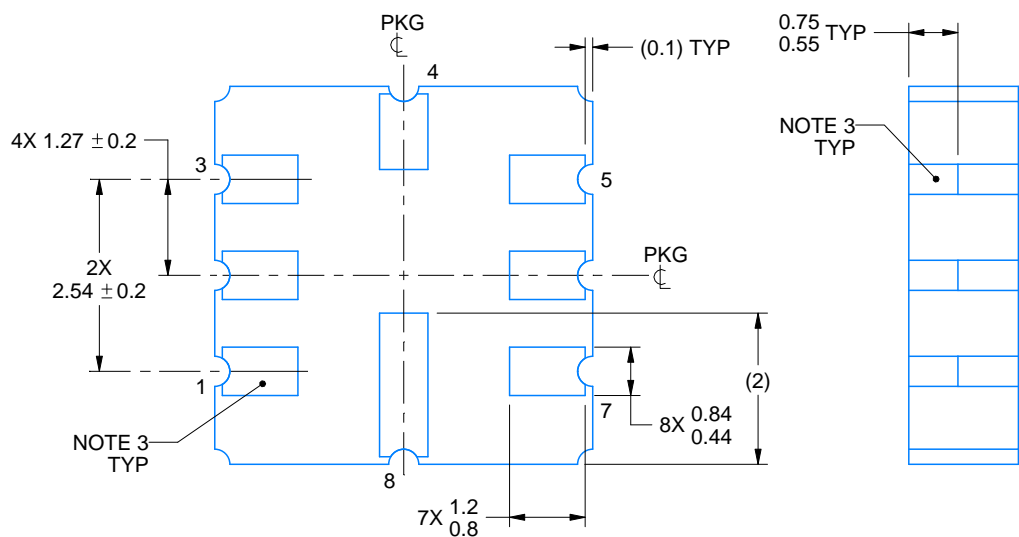 PKG
℄
4
(0.1) TYP
0.75
0.55
TYP
4X 1.27 ±0.2
3
NOTE 3
TYP
5
2X
2.54 ±0.2
PKG
℄
1
7
(2)
8X 0.84
0.44
NOTE 3
TYP
8
7X 1.2
0.8